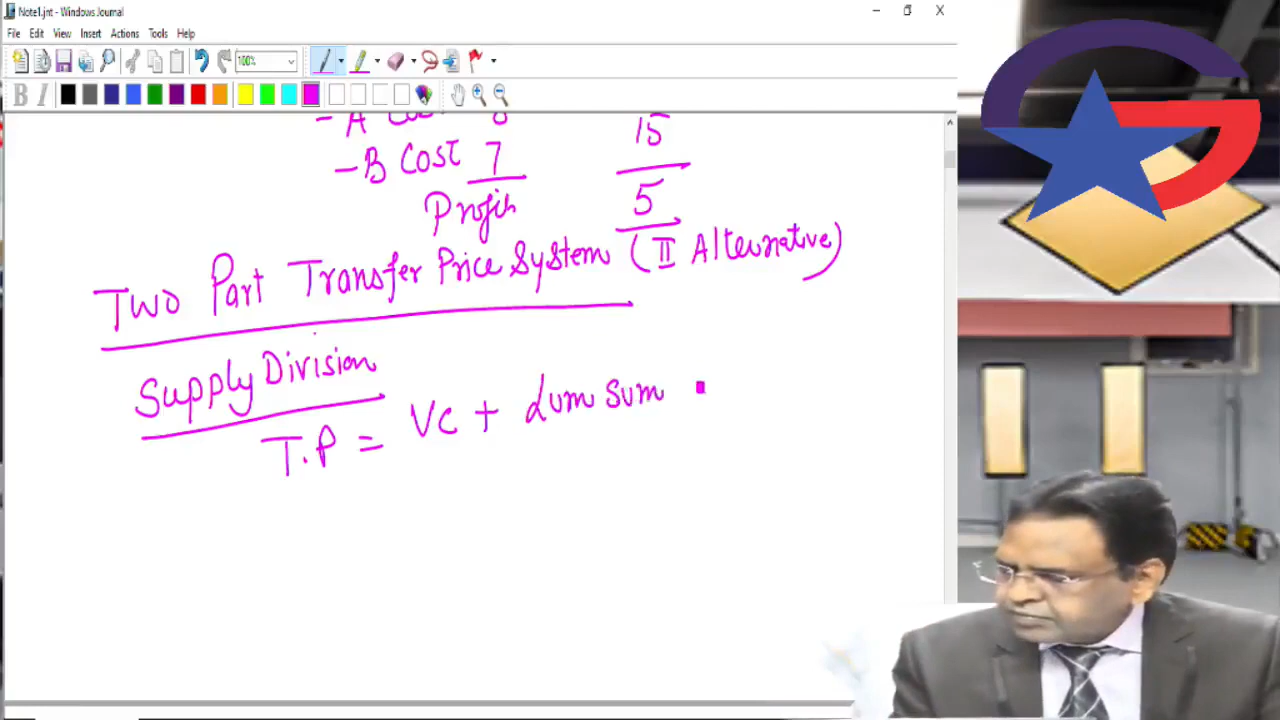 Note1.jnt - Windows Journal
File Edit View Insert Actions Tools Help
100%
B I
- A
15
- B Cost 7
Profit 5
Two Part Transfer Price System (II Alternative)
Supply Division
T.P = VC + Lum sum